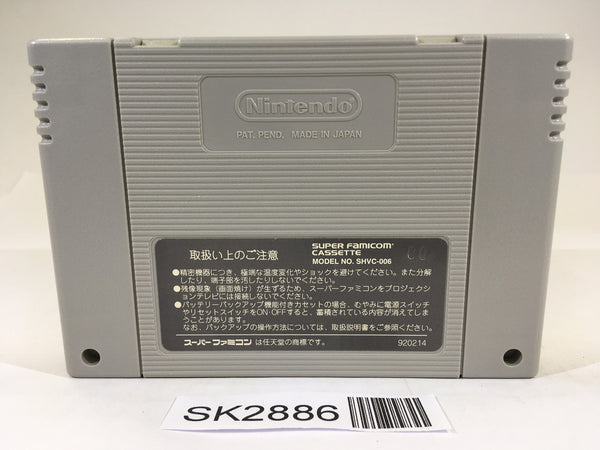 Nintendo
PAT. PEND. MADE IN JAPAN
取扱い上のご注意
SUPER FAMICOM
CASSETTE
MODEL NO. SHVC-006
●精密機器につき、極端な温度変化やショックを避けてください。また分解
したり、端子部を汚したりしないでください。
●残像現象（画面焼け）が生ずるため、スーパーファミコンをプロジェクシ
ョンテレビには接続しないでください。
●バッテリーバックアップ機能付きカセットの場合、むやみに電源スイッチ
やリセットスイッチをON・OFFすると、蓄積されている内容が消えてしま
うことがあります。
なお、バックアップの操作方法については、取扱説明書をご参照ください。
スーパーファミコン は任天堂の商標です。
920214
SK2886